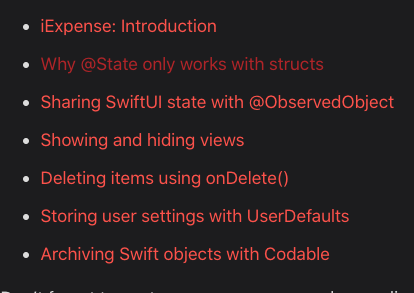 iExpense: Introduction
Why @State only works with structs
Sharing SwiftUI state with @ObservedObject
Showing and hiding views
Deleting items using onDelete()
Storing user settings with UserDefaults
Archiving Swift objects with Codable